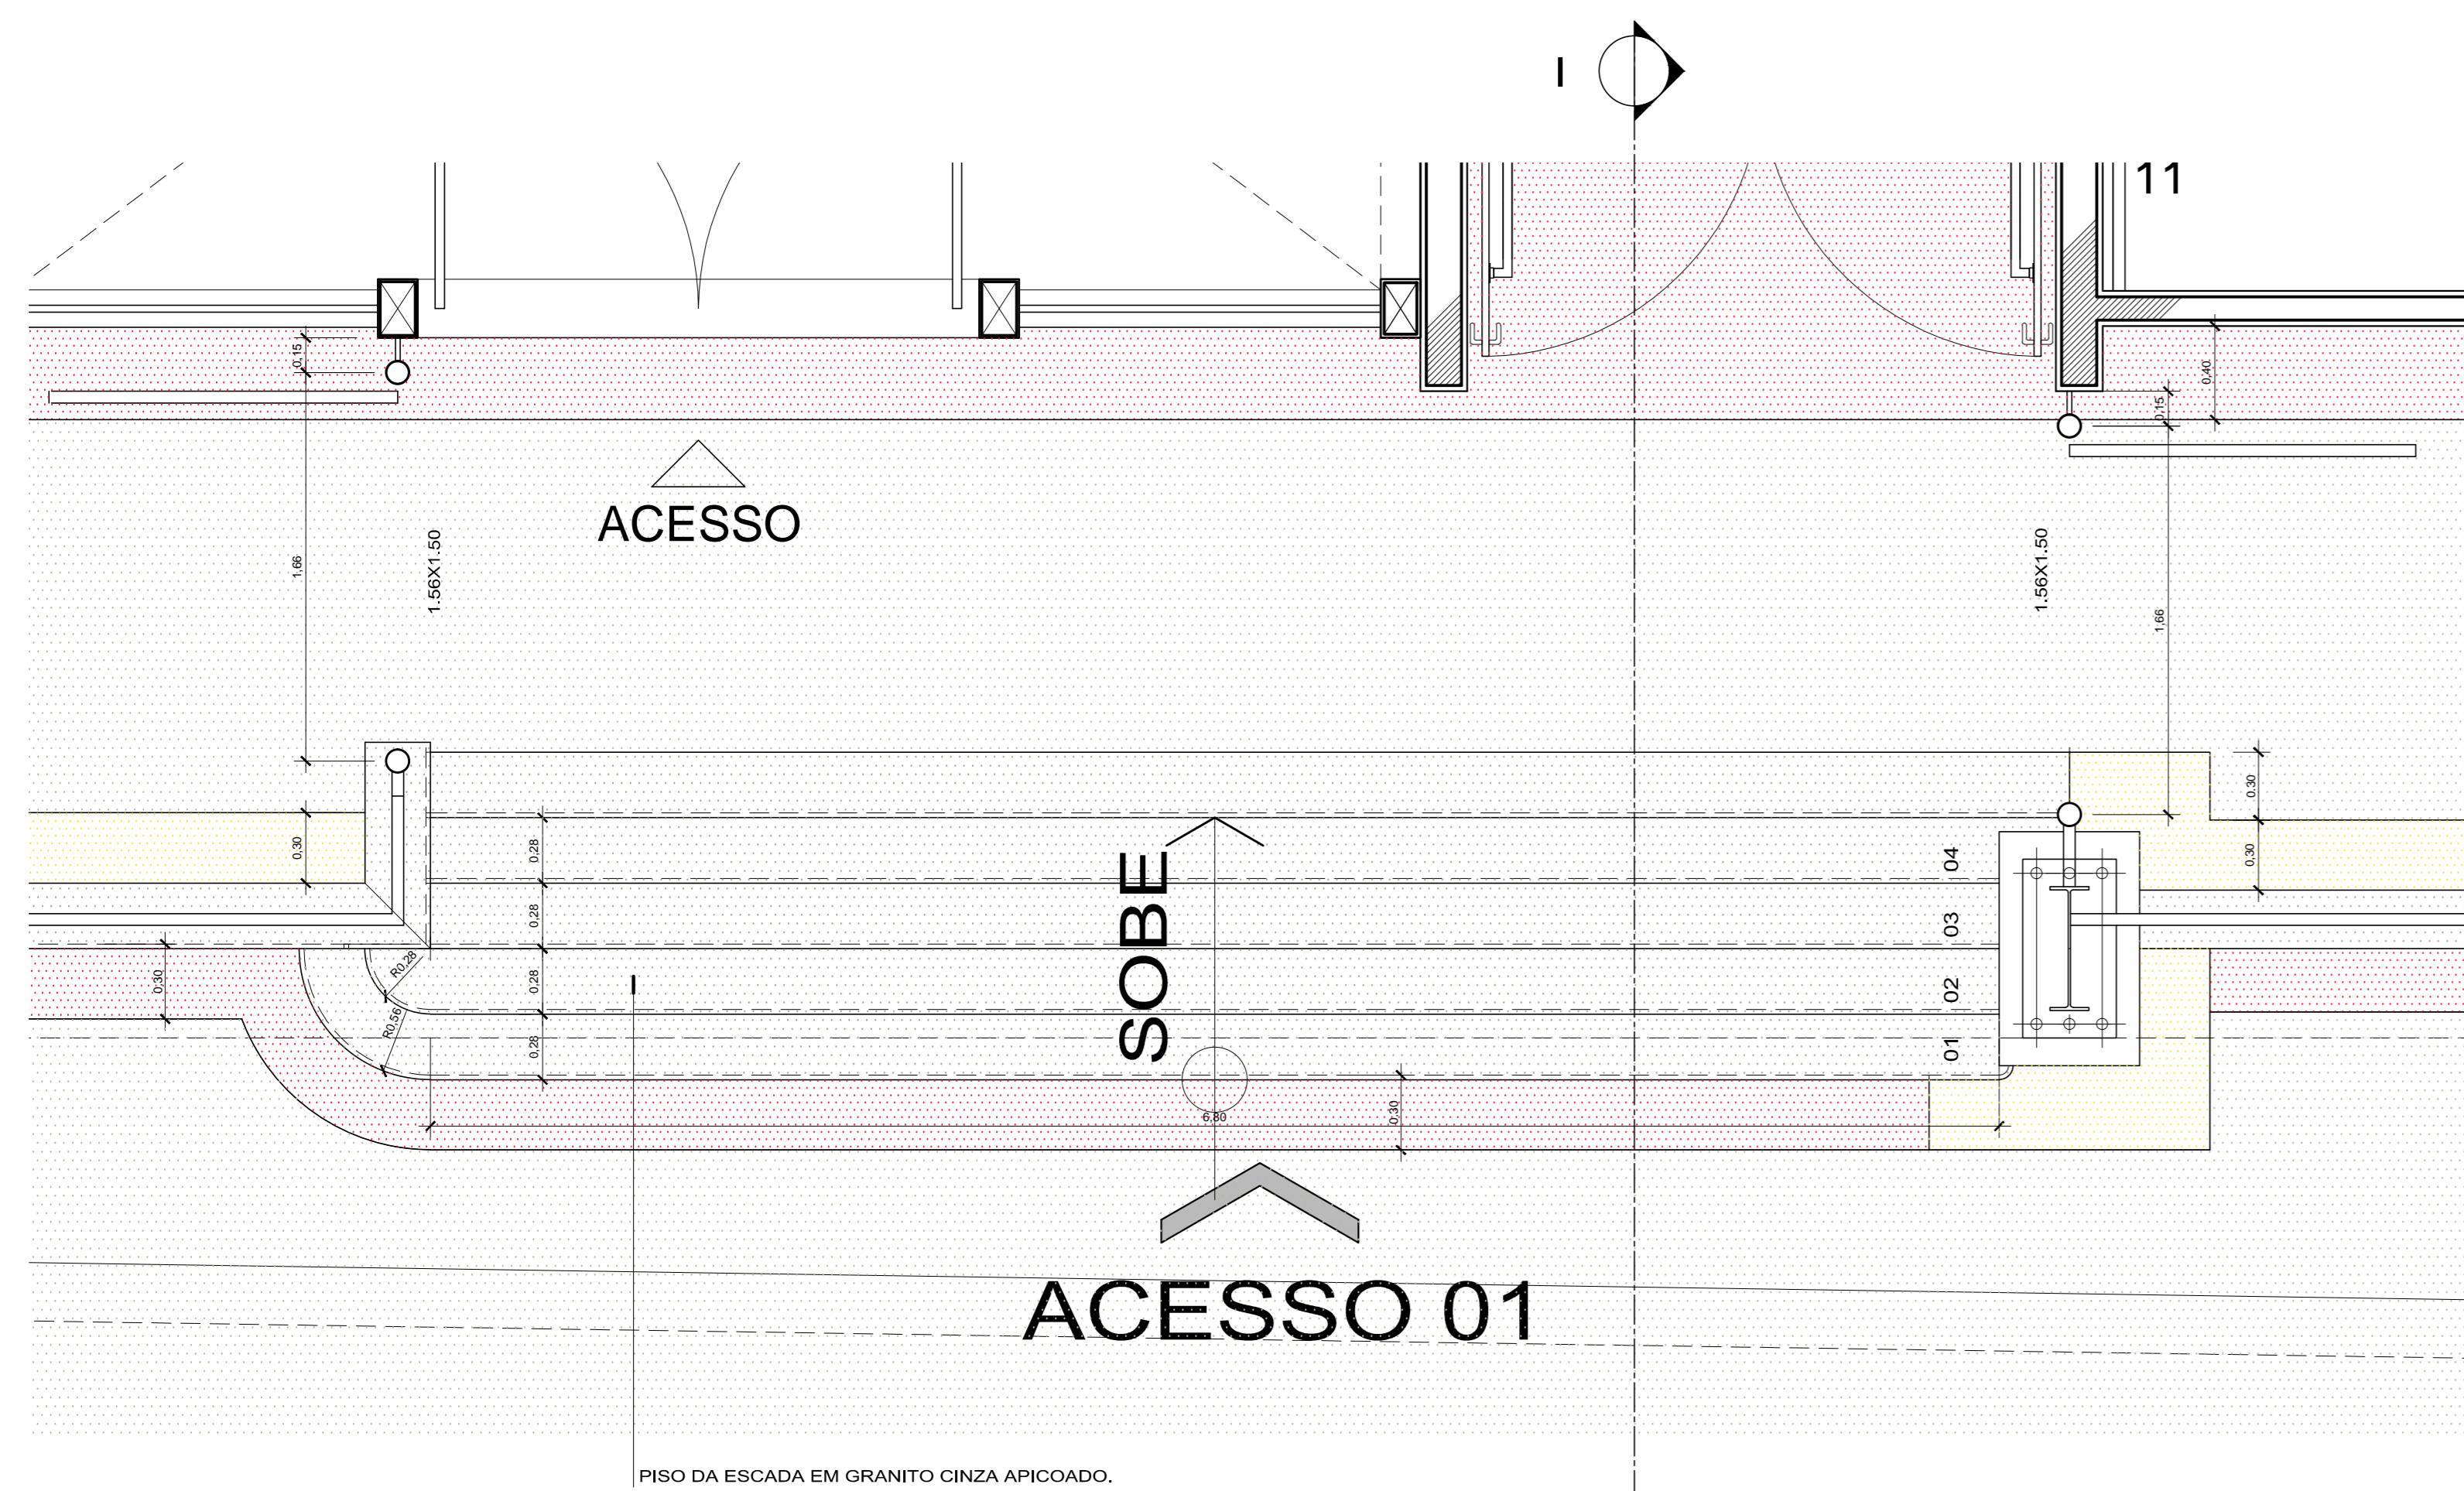 I
11
0,15
0,40
0,15
ACESSO
1.56X1.50
1.56X1.50
1,66
1,66
0,30
0,30
0,30
0,28
0,28
0,28
0,28
SOBE
04
03
02
01
R0,28
R0,56
0,30
0,30
6,80
ACESSO 01
PISO DA ESCADA EM GRANITO CINZA APICOADO.